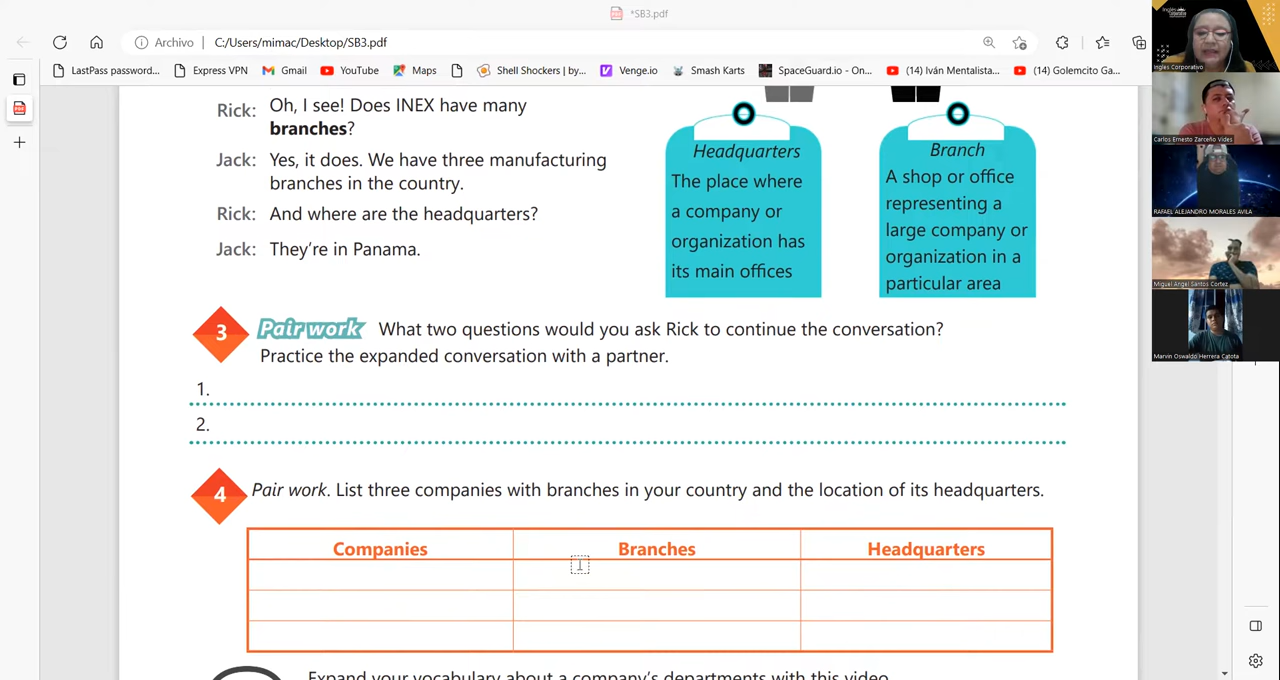 *SB3.pdf
Archivo
C:/Users/mimac/Desktop/SB3.pdf
LastPass password...
Express VPN
Gmail
YouTube
Maps
Shell Shockers | by...
Venge.io
Smash Karts
SpaceGuard.io - On...
(14) Iván Mentalista...
(14) Golemcito Ga...
Rick: Oh, I see! Does INEX have many
branches?
Jack: Yes, it does. We have three manufacturing
branches in the country.
Rick: And where are the headquarters?
Jack: They're in Panama.
Headquarters
The place where
a company or
organization has
its main offices
Branch
A shop or office
representing a
large company or
organization in a
particular area
3 Pair work What two questions would you ask Rick to continue the conversation?
Practice the expanded conversation with a partner.
1.
2.
4 Pair work. List three companies with branches in your country and the location of its headquarters.
Companies Branches Headquarters
Expand your vocabulary about a company's departments with this video
Inglés Corporativo
Inglés Corporativo
Carlos Ernesto Zarceño Vides
RAFAEL ALEJANDRO MORALES AVILA
Miguel Angel Santos Cortez
Marvin Oswaldo Herrera Catota